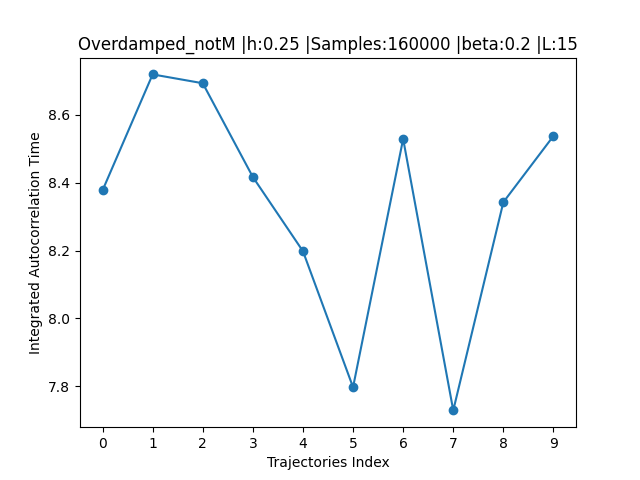 Overdamped_notM |h:0.25 |Samples:160000 |beta:0.2 |L:15
Integrated Autocorrelation Time
8.6
8.4
8.2
8.0
7.8
0 1 2 3 4 5 6 7 8 9
Trajectories Index